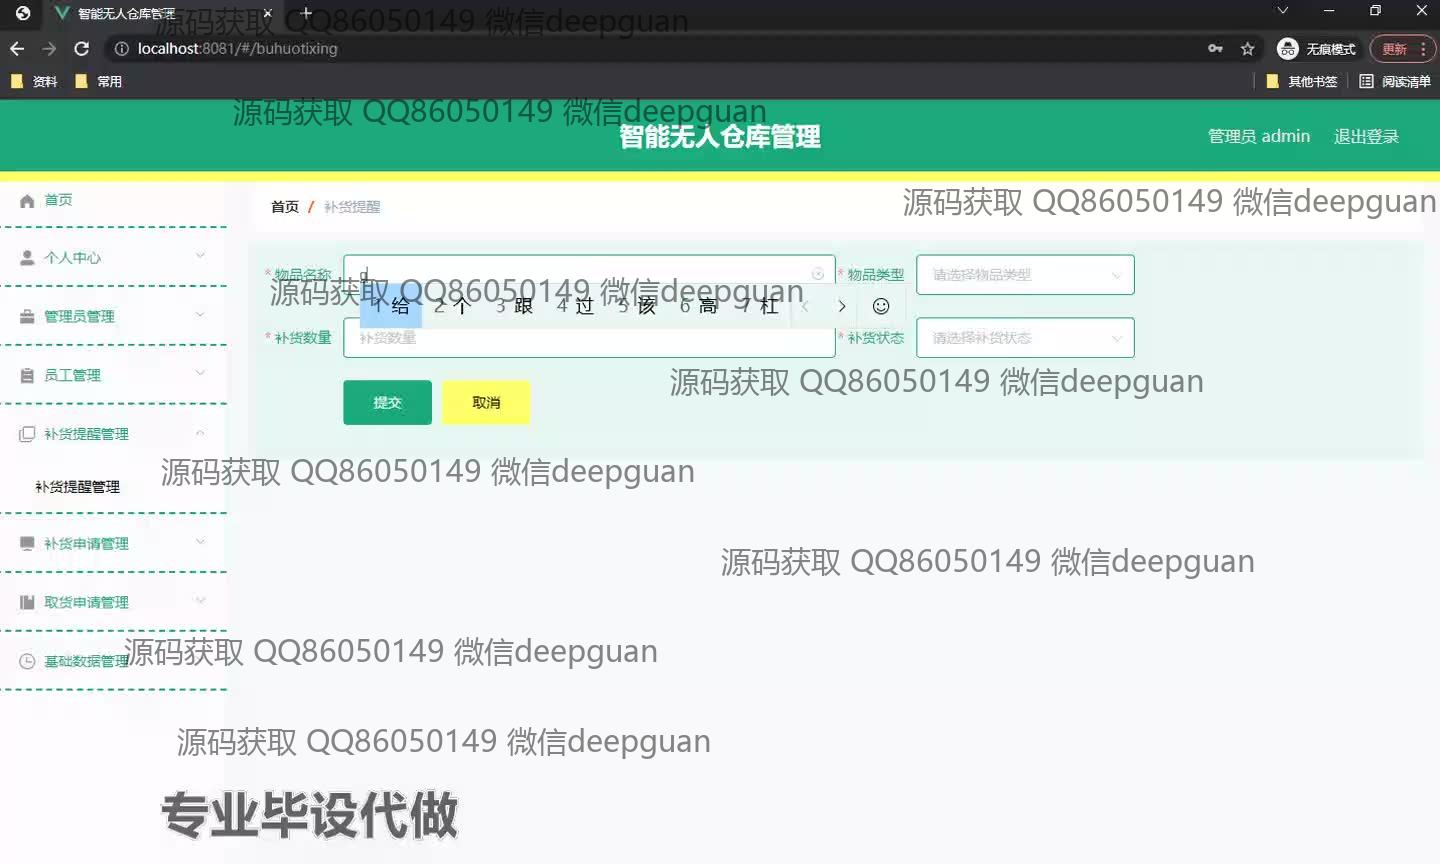 智能无人仓库管理
源码获取 QQ86050149 微信deepguan
localhost:8081/#/buhuotixing
无痕模式
更新
资料
常用
其他书签
阅读清单
源码获取 QQ86050149 微信deepguan
智能无人仓库管理
管理员 admin
退出登录
首页
首页 / 补货提醒
源码获取 QQ86050149 微信deepguan
个人中心
* 物品名称
g
* 物品类型
请选择物品类型
源码获取 QQ86050149 微信deepguan
1 给 2 个 3 跟 4 过 5 该 6 高 7 杠
管理员管理
* 补货数量
补货数量
* 补货状态
请选择补货状态
员工管理
源码获取 QQ86050149 微信deepguan
提交
取消
补货提醒管理
源码获取 QQ86050149 微信deepguan
补货提醒管理
补货申请管理
源码获取 QQ86050149 微信deepguan
取货申请管理
基础数据管理
源码获取 QQ86050149 微信deepguan
源码获取 QQ86050149 微信deepguan
专业毕设代做